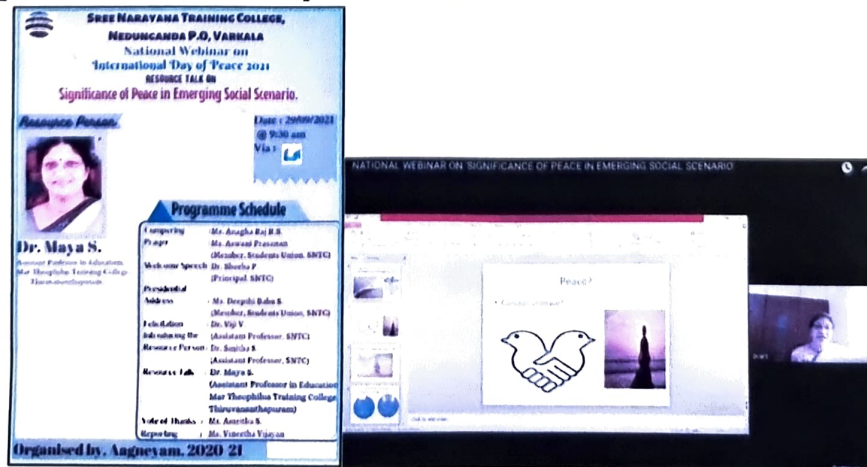 SREE NARAYANA TRAINING COLLEGE,
NEDUNGANDA P.O, VARKALA
National Webinar on
International Day of Peace 2021
RESOURCE TALK ON
Significance of Peace in Emerging Social Scenario.
Resource Person
Date : 29/09/2021
@ 9:30 am
Via :
Dr. Maya S.
Assistant Professor in Education,
Mar Theophilus Training College
Thiruvananthapuram.
Programme Schedule
Compering : Ms. Anagha Raj R.S.
Prayer : Ms. Aswani Prasanan
(Member, Students Union, SNTC)
Welcome Speech : Dr. Sheeba P
(Principal, SNTC)
Presidential
Address : Ms. Deepthi Babu S.
(Member, Students Union, SNTC)
Felicitation : Dr. Viji V
Introducing the (Assistant Professor, SNTC)
Resource Person : Dr. Smitha S
(Assistant Professor, SNTC)
Resource Talk : Dr. Maya S.
(Assistant Professor in Education
Mar Theophilus Training College
Thiruvananthapuram)
Vote of Thanks : Ms. Amritha S.
Reporting : Ms. Vineetha Vijayan
Organised by, Aagneyam, 2020-21
NATIONAL WEBINAR ON 'SIGNIFICANCE OF PEACE IN EMERGING SOCIAL SCENARIO'
Peace?